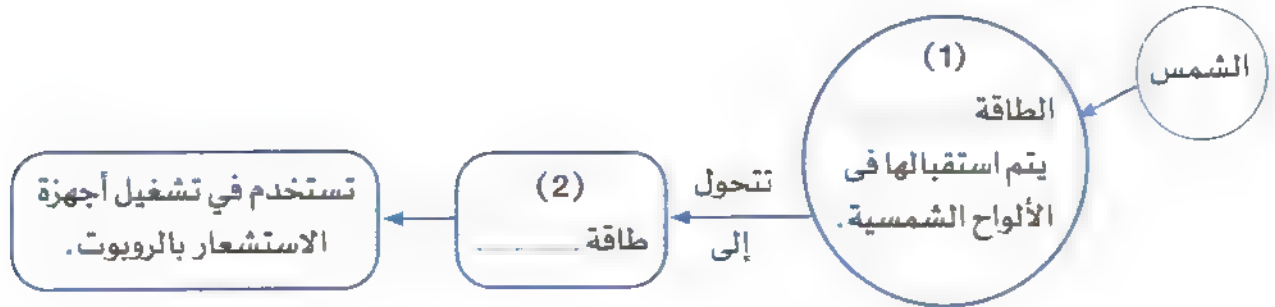 الشمس
(1)
الطاقة
يتم استقبالها فى
الألواح الشمسية.
تتحول
إلى
(2)
طاقة
تستخدم في تشغيل أجهزة
الاستشعار بالروبوت.